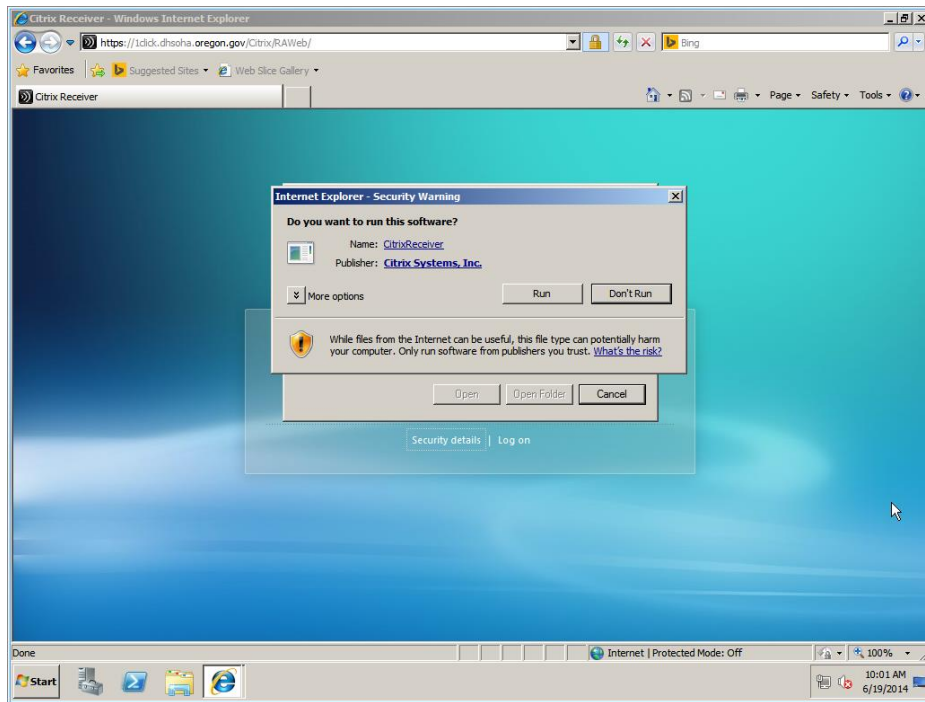 Citrix Receiver - Windows Internet Explorer
https://1click.dhsoha.oregon.gov/Citrix/RAWeb/
Bing
Favorites
Suggested Sites
Web Slice Gallery
Citrix Receiver
Page
Safety
Tools
Internet Explorer - Security Warning
Do you want to run this software?
Name: CitrixReceiver
Publisher: Citrix Systems, Inc.
More options
Run
Don't Run
While files from the Internet can be useful, this file type can potentially harm
your computer. Only run software from publishers you trust. What's the risk?
Open
Open Folder
Cancel
Security details | Log on
Done
Internet | Protected Mode: Off
100%
Start
10:01 AM
6/19/2014